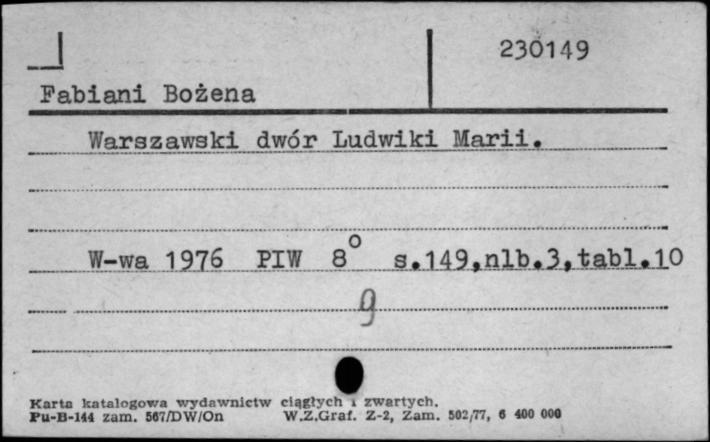 230149
Fabiani Bożena
Warszawski dwór Ludwiki Marii.
W-wa 1976 PIW 8° s.149,nlb.3,tabl.10
9
Karta katalogowa wydawnictw ciągłych i zwartych.
Pu-B-144 zam. 567/DW/On W.Z.Graf. Z-2, Zam. 502/77, 6 400 000